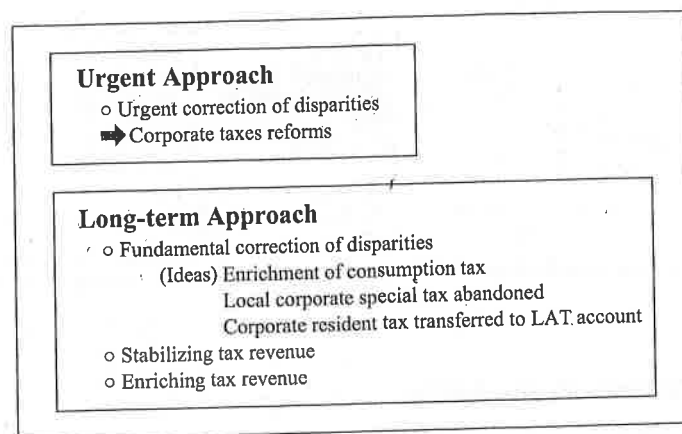 Urgent Approach
○ Urgent correction of disparities
➡ Corporate taxes reforms
Long-term Approach
○ Fundamental correction of disparities
(Ideas) Enrichment of consumption tax
Local corporate special tax abandoned
Corporate resident tax transferred to LAT account
○ Stabilizing tax revenue
○ Enriching tax revenue